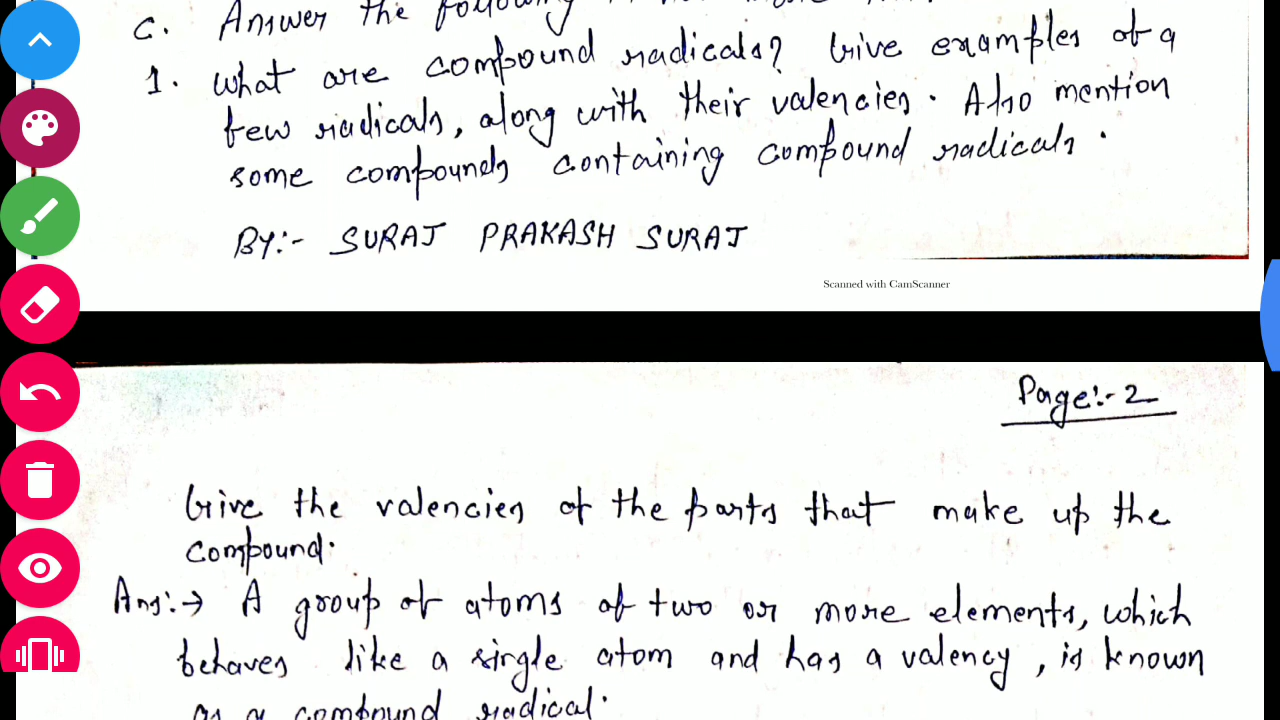 C. Answer the following
1. What are compound radicals? Give examples of a
few radicals, along with their valencies. Also mention
some compounds containing compound radicals.
BY:- SURAJ PRAKASH SURAJ
Scanned with CamScanner
Page:- 2
Give the valencies of the parts that make up the
compound.
Ans:→ A group of atoms of two or more elements, which
behaves like a single atom and has a valency, is known
as a compound radical.